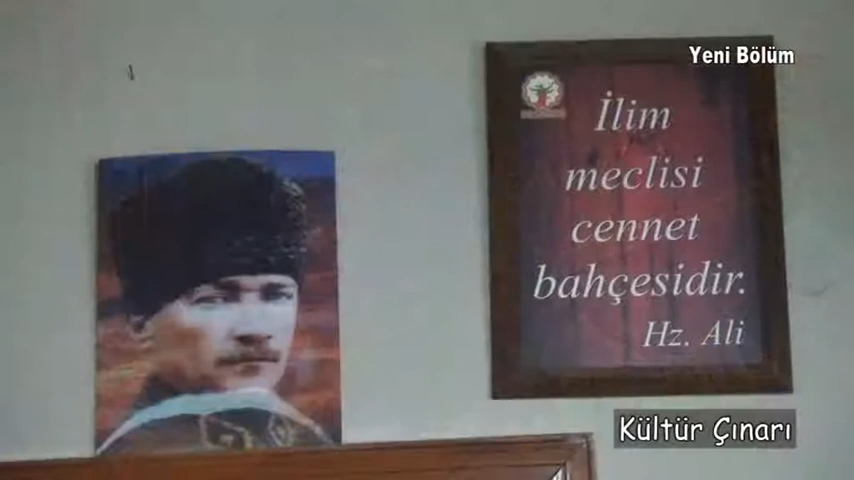 Yeni Bölüm
İlim
meclisi
cennet
bahçesidir.
Hz. Ali
Kültür Çınarı